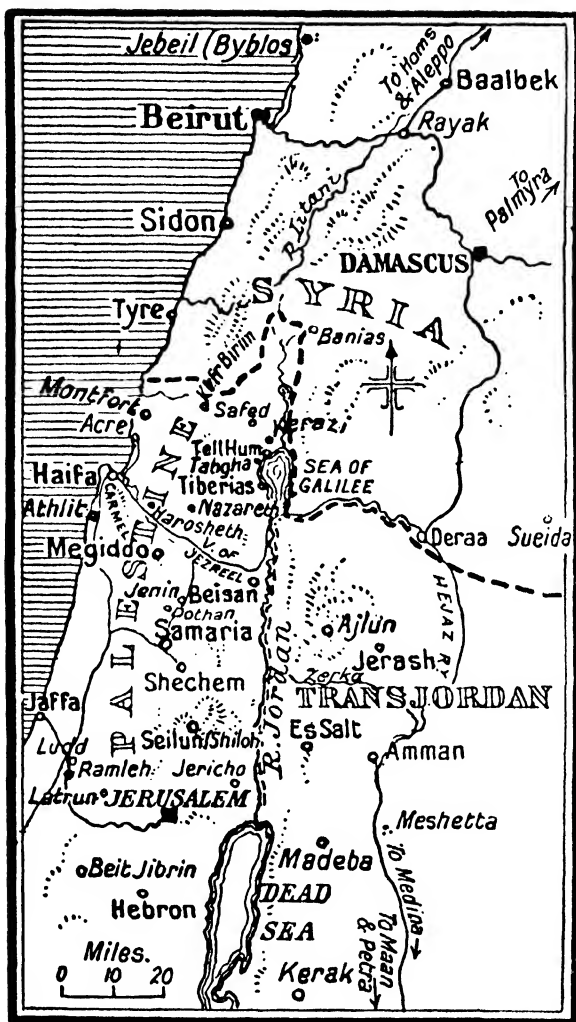 Jebeil (Byblos)
To Homs
& Aleppo
Baalbek
Beirut
Rayak
R. Litani
To
Palmyra
Sidon
DAMASCUS
SYRIA
Tyre
Banias
Kefr Birim
Montfort
Safed
Acre
Kerazi
Tell Hum
Tabgha
Haifa
SEA OF
GALILEE
Tiberias
Athlit
CARMEL
Nazareth
Harosheth
V. OF
JEZREEL
Deraa
Sueida
Megiddo
PALESTINE
HEJAZ RY
Jenin
Beisan
Dothan
Ajlun
Samaria
Jerash
Zerka
Shechem
TRANSJORDAN
R. Jordan
Jaffa
Seilun/Shiloh
Es Salt
Ludd
Amman
Ramleh
Jericho
Latrun
JERUSALEM
Meshetta
Madeba
Beit Jibrin
To Medina
DEAD
SEA
Hebron
To Maan
& Petra
Miles.
Kerak
0 10 20